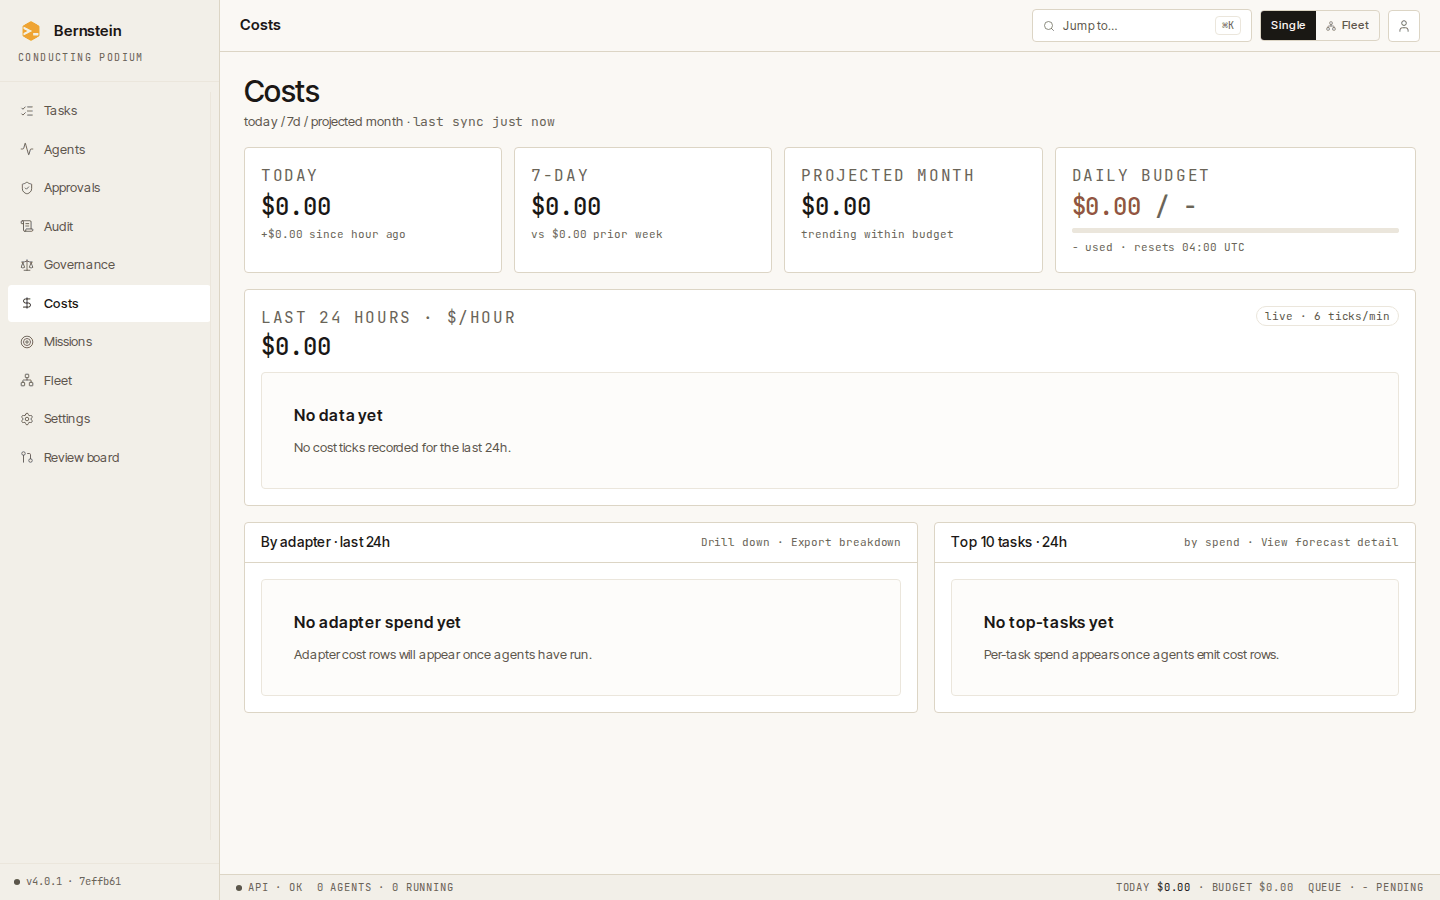 Bernstein
CONDUCTING PODIUM
Tasks
Agents
Approvals
Audit
Governance
Costs
Missions
Fleet
Settings
Review board
v4.0.1 · 7effb61
Costs
Jump to...
⌘K
Single
Fleet
Costs
today / 7d / projected month · last sync just now
TODAY
$0.00
+$0.00 since hour ago
7-DAY
$0.00
vs $0.00 prior week
PROJECTED MONTH
$0.00
trending within budget
DAILY BUDGET
$0.00 / -
- used · resets 04:00 UTC
LAST 24 HOURS · $/HOUR
live · 6 ticks/min
$0.00
No data yet
No cost ticks recorded for the last 24h.
By adapter · last 24h
Drill down · Export breakdown
No adapter spend yet
Adapter cost rows will appear once agents have run.
Top 10 tasks · 24h
by spend · View forecast detail
No top-tasks yet
Per-task spend appears once agents emit cost rows.
API · OK 0 AGENTS · 0 RUNNING
TODAY $0.00 · BUDGET $0.00 QUEUE · - PENDING